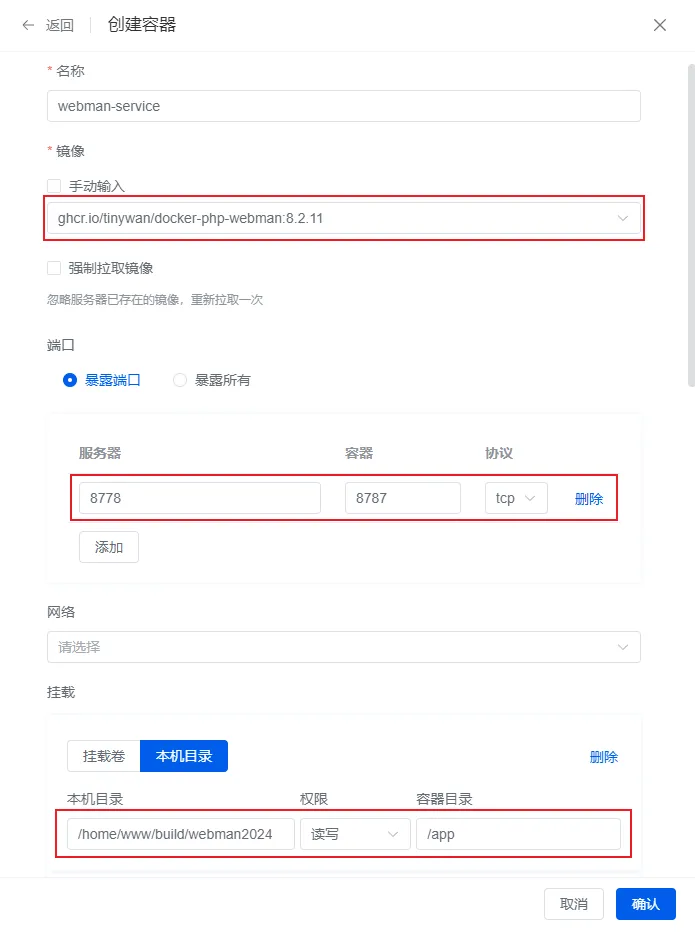 返回 创建容器
* 名称
webman-service
* 镜像
手动输入
ghcr.io/tinywan/docker-php-webman:8.2.11
强制拉取镜像
忽略服务器已存在的镜像，重新拉取一次
端口
暴露端口 暴露所有
服务器 容器 协议
8778 8787 tcp 删除
添加
网络
请选择
挂载
挂载卷 本机目录 删除
本机目录 权限 容器目录
/home/www/build/webman2024 读写 /app
取消 确认